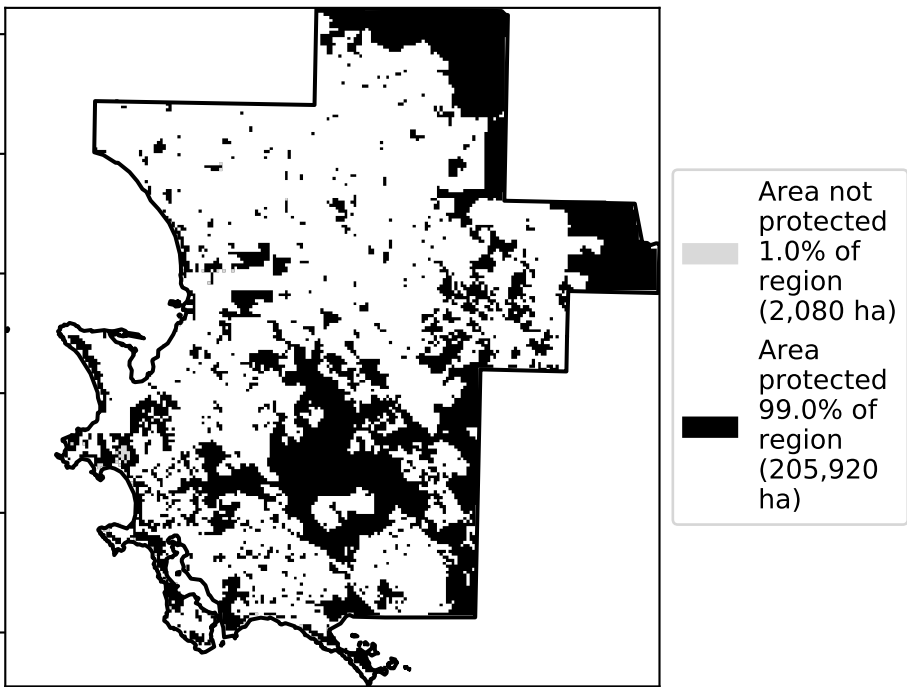 Area not
protected
1.0% of
region
(2,080 ha)
Area
protected
99.0% of
region
(205,920
ha)